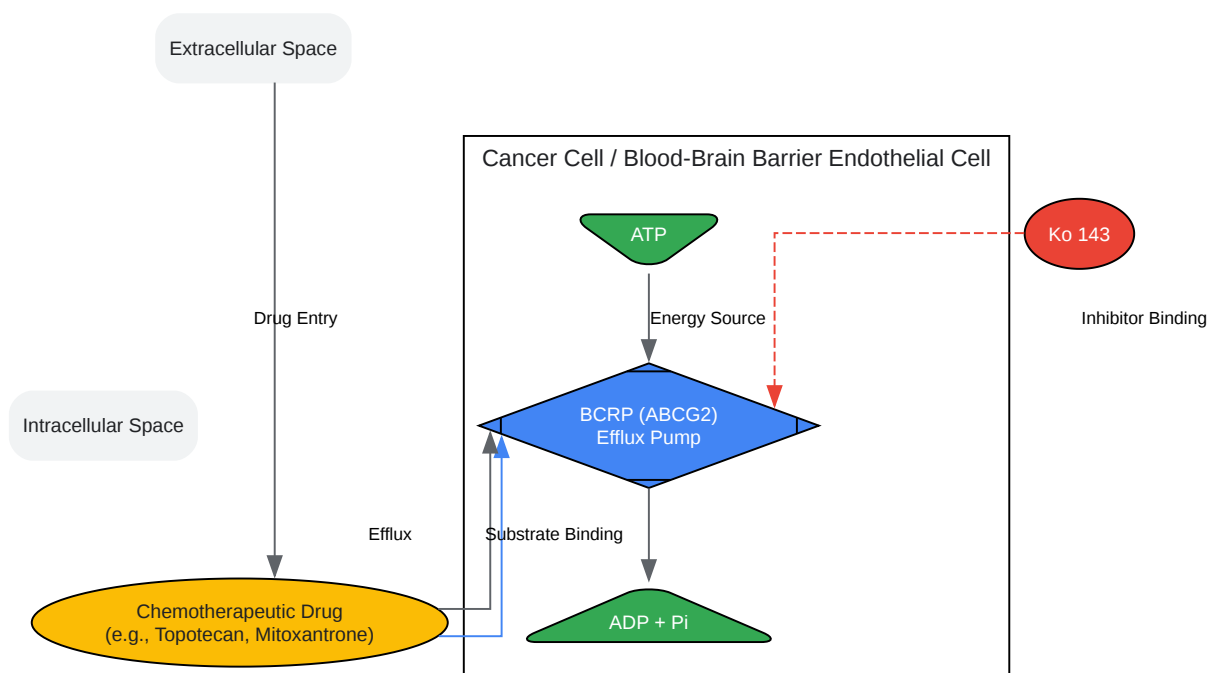 Extracellular Space
Cancer Cell / Blood-Brain Barrier Endothelial Cell
ATP
Ko 143
Drug Entry
Energy Source
Inhibitor Binding
BCRP (ABCG2)
Efflux Pump
Intracellular Space
Efflux
Substrate Binding
Chemotherapeutic Drug
(e.g., Topotecan, Mitoxantrone)
ADP + Pi